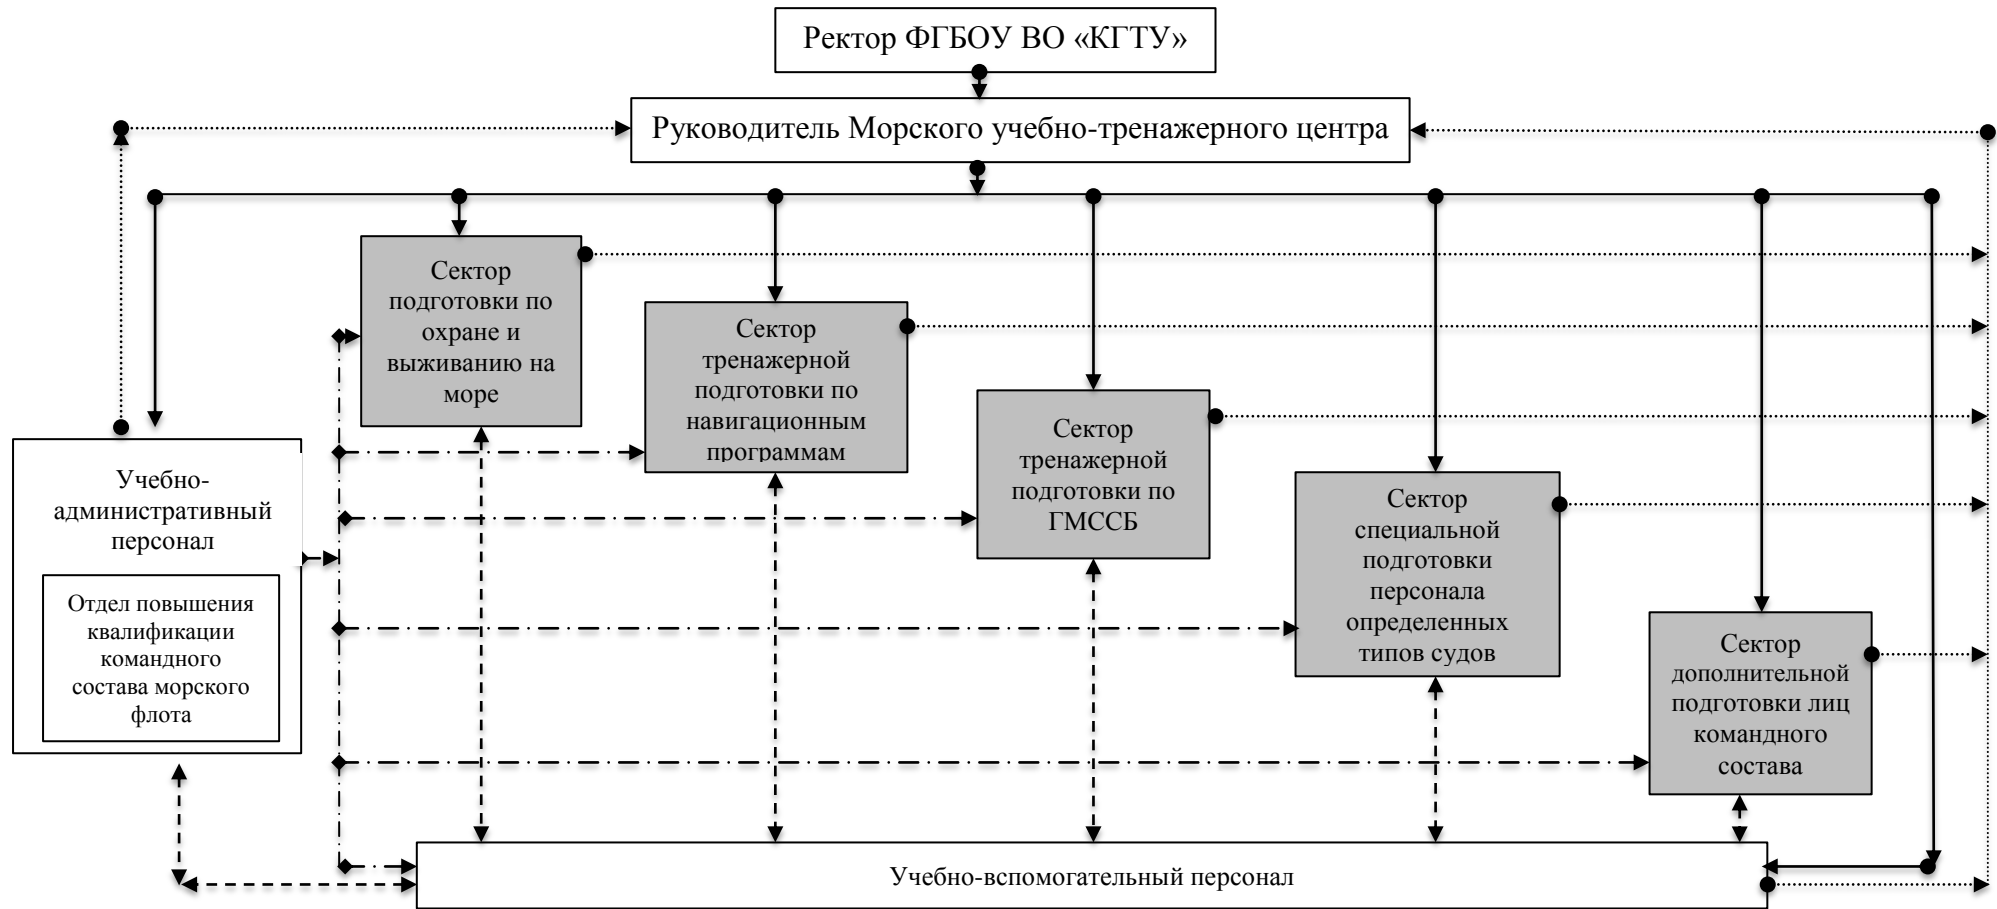 Ректор ФГБОУ ВО «КГТУ»
Руководитель Морского учебно-тренажерного центра
Сектор
подготовки по
охране и
выживанию на
море
Сектор
тренажерной
подготовки по
навигационным
программам
Сектор
тренажерной
подготовки по
ГМССБ
Сектор
специальной
подготовки
персонала
определенных
типов судов
Сектор
дополнительной
подготовки лиц
командного
состава
Учебно-
административный
персонал
Отдел повышения
квалификации
командного
состава морского
флота
Учебно-вспомогательный персонал